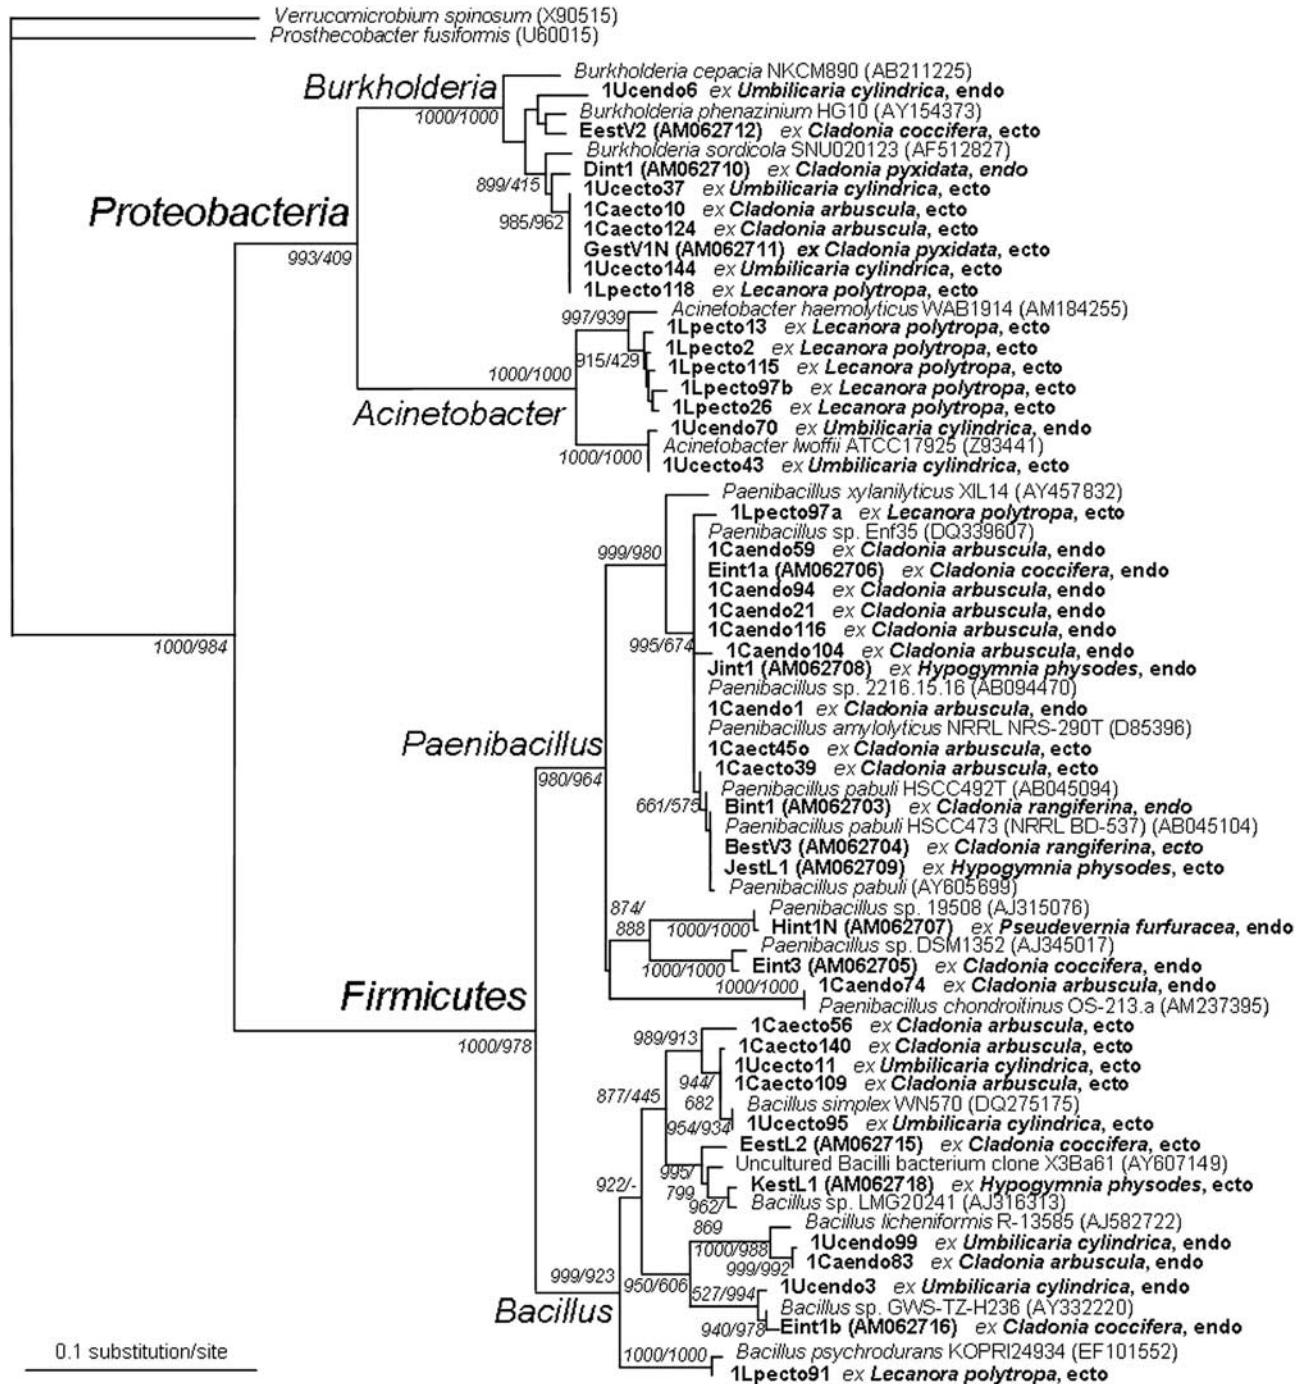 Verrucomicrobium spinosum (X90515)
Prosthecobacter fusiformis (U60015)
Burkholderia cepacia NKCM890 (AB211225)
Burkholderia
1Ucendo6 ex Umbilicaria cylindrica, endo
1000/1000
Burkholderia phenazinium HG10 (AY154373)
EestV2 (AM062712) ex Cladonia coccifera, ecto
Burkholderia sordicola SNU020123 (AF512827)
Dint1 (AM062710) ex Cladonia pyxidata, endo
899/415
1Ucecto37 ex Umbilicaria cylindrica, ecto
Proteobacteria
1Caecto10 ex Cladonia arbuscula, ecto
985/962
1Caecto124 ex Cladonia arbuscula, ecto
993/409
GestV1N (AM062711) ex Cladonia pyxidata, ecto
1Ucecto144 ex Umbilicaria cylindrica, ecto
1Lpecto118 ex Lecanora polytropa, ecto
Acinetobacter haemolyticus WAB1914 (AM184255)
997/939
1Lpecto13 ex Lecanora polytropa, ecto
1Lpecto2 ex Lecanora polytropa, ecto
915/429
1Lpecto115 ex Lecanora polytropa, ecto
1000/1000
1Lpecto97b ex Lecanora polytropa, ecto
Acinetobacter
1Lpecto26 ex Lecanora polytropa, ecto
1Ucendo70 ex Umbilicaria cylindrica, endo
Acinetobacter lwoffii ATCC17925 (Z93441)
1000/1000
1Ucecto43 ex Umbilicaria cylindrica, ecto
Paenibacillus xylanilyticus XIL14 (AY457832)
1Lpecto97a ex Lecanora polytropa, ecto
Paenibacillus sp. Enf35 (DQ339607)
999/980
1Caendo59 ex Cladonia arbuscula, endo
Eint1a (AM062706) ex Cladonia coccifera, endo
1Caendo94 ex Cladonia arbuscula, endo
1Caendo21 ex Cladonia arbuscula, endo
1Caendo116 ex Cladonia arbuscula, endo
1000/984
995/674
1Caendo104 ex Cladonia arbuscula, endo
Jint1 (AM062708) ex Hypogymnia physodes, endo
Paenibacillus sp. 2216.15.16 (AB094470)
1Caendo1 ex Cladonia arbuscula, endo
Paenibacillus amylolyticus NRRL NRS-290T (D85396)
Paenibacillus
1Caect45o ex Cladonia arbuscula, ecto
1Caecto39 ex Cladonia arbuscula, ecto
980/964
Paenibacillus pabuli HSCC492T (AB045094)
661/575
Bint1 (AM062703) ex Cladonia rangiferina, endo
Paenibacillus pabuli HSCC473 (NRRL BD-537) (AB045104)
BestV3 (AM062704) ex Cladonia rangiferina, ecto
JestL1 (AM062709) ex Hypogymnia physodes, ecto
Paenibacillus pabuli (AY605699)
874/
888
Paenibacillus sp. 19508 (AJ315076)
1000/1000
Hint1N (AM062707) ex Pseudevernia furfuracea, endo
Paenibacillus sp. DSM1352 (AJ345017)
1000/1000
Eint3 (AM062705) ex Cladonia coccifera, endo
1000/1000
1Caendo74 ex Cladonia arbuscula, endo
Firmicutes
Paenibacillus chondroitinus OS-213.a (AM237395)
1Caecto56 ex Cladonia arbuscula, ecto
989/913
1000/978
1Caecto140 ex Cladonia arbuscula, ecto
1Ucecto11 ex Umbilicaria cylindrica, ecto
944/
682
1Caecto109 ex Cladonia arbuscula, ecto
877/445
Bacillus simplex WN570 (DQ275175)
954/934
1Ucecto95 ex Umbilicaria cylindrica, ecto
EestL2 (AM062715) ex Cladonia coccifera, ecto
Uncultured Bacilli bacterium clone X3Ba61 (AY607149)
995/
799
922/-
KestL1 (AM062718) ex Hypogymnia physodes, ecto
962/
869
Bacillus sp. LMG20241 (AJ316313)
Bacillus licheniformis R-13585 (AJ582722)
1000/988
1Ucendo99 ex Umbilicaria cylindrica, endo
999/992
1Caendo83 ex Cladonia arbuscula, endo
999/923
950/606
527/994
1Ucendo3 ex Umbilicaria cylindrica, endo
Bacillus
Bacillus sp. GWS-TZ-H236 (AY332220)
940/978
Eint1b (AM062716) ex Cladonia coccifera, endo
0.1 substitution/site
1000/1000
Bacillus psychrodurans KOPRI24934 (EF101552)
1Lpecto91 ex Lecanora polytropa, ecto